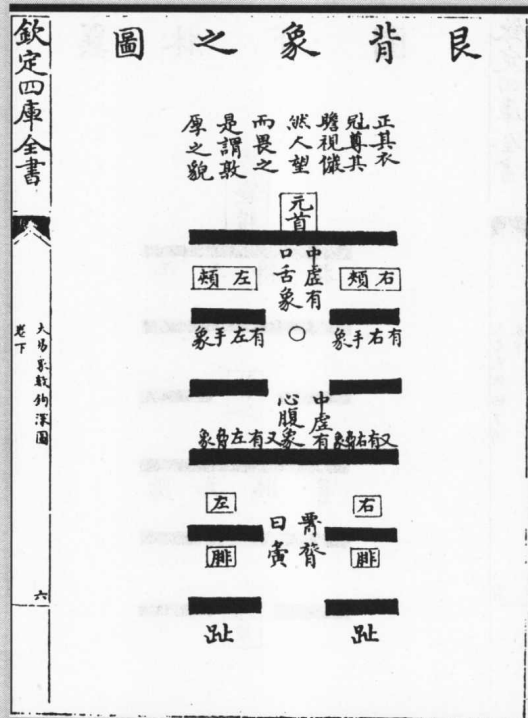 艮背象之圖
正其衣
冠尊其
瞻視儼
然人望
而畏之
是謂敦
厚之貌
元首
中虛有
口舌象
右頰
左頰
有右手象
有左手象
中虛有
心腹象
又有右象
又有左象
右
左
膂
曰夤
腓
腓
趾
趾
欽定四庫全書
大易象數鉤深圖
卷下
六